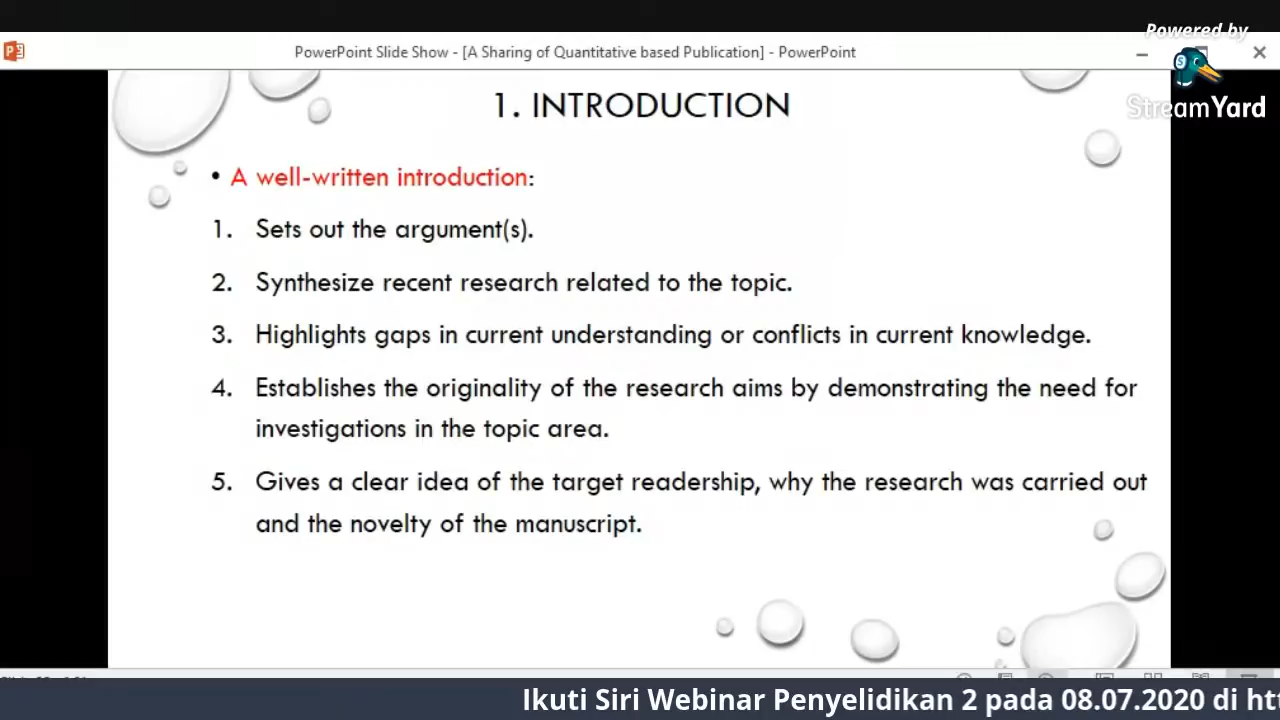 Powered by
PowerPoint Slide Show - [A Sharing of Quantitative based Publication] - PowerPoint
StreamYard
1. INTRODUCTION
• A well-written introduction:
1. Sets out the argument(s).
2. Synthesize recent research related to the topic.
3. Highlights gaps in current understanding or conflicts in current knowledge.
4. Establishes the originality of the research aims by demonstrating the need for
investigations in the topic area.
5. Gives a clear idea of the target readership, why the research was carried out
and the novelty of the manuscript.
Ikuti Siri Webinar Penyelidikan 2 pada 08.07.2020 di